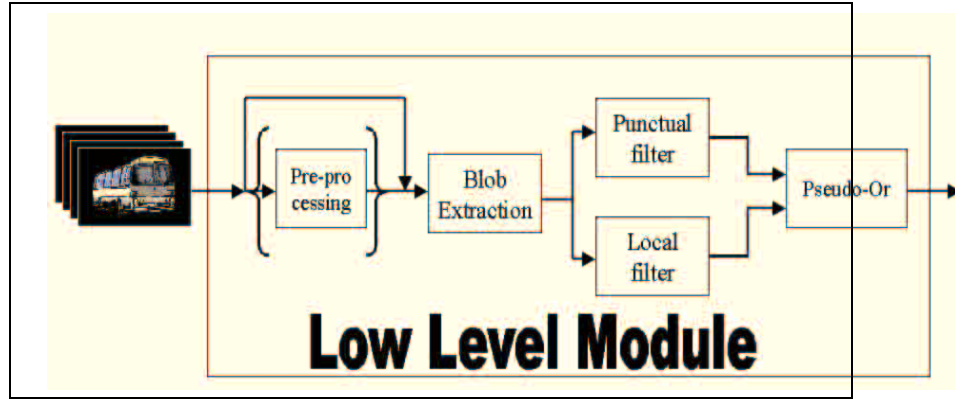 Pre-pro
cessing
Blob
Extraction
Punctual
filter
Local
filter
Pseudo-Or
Low Level Module